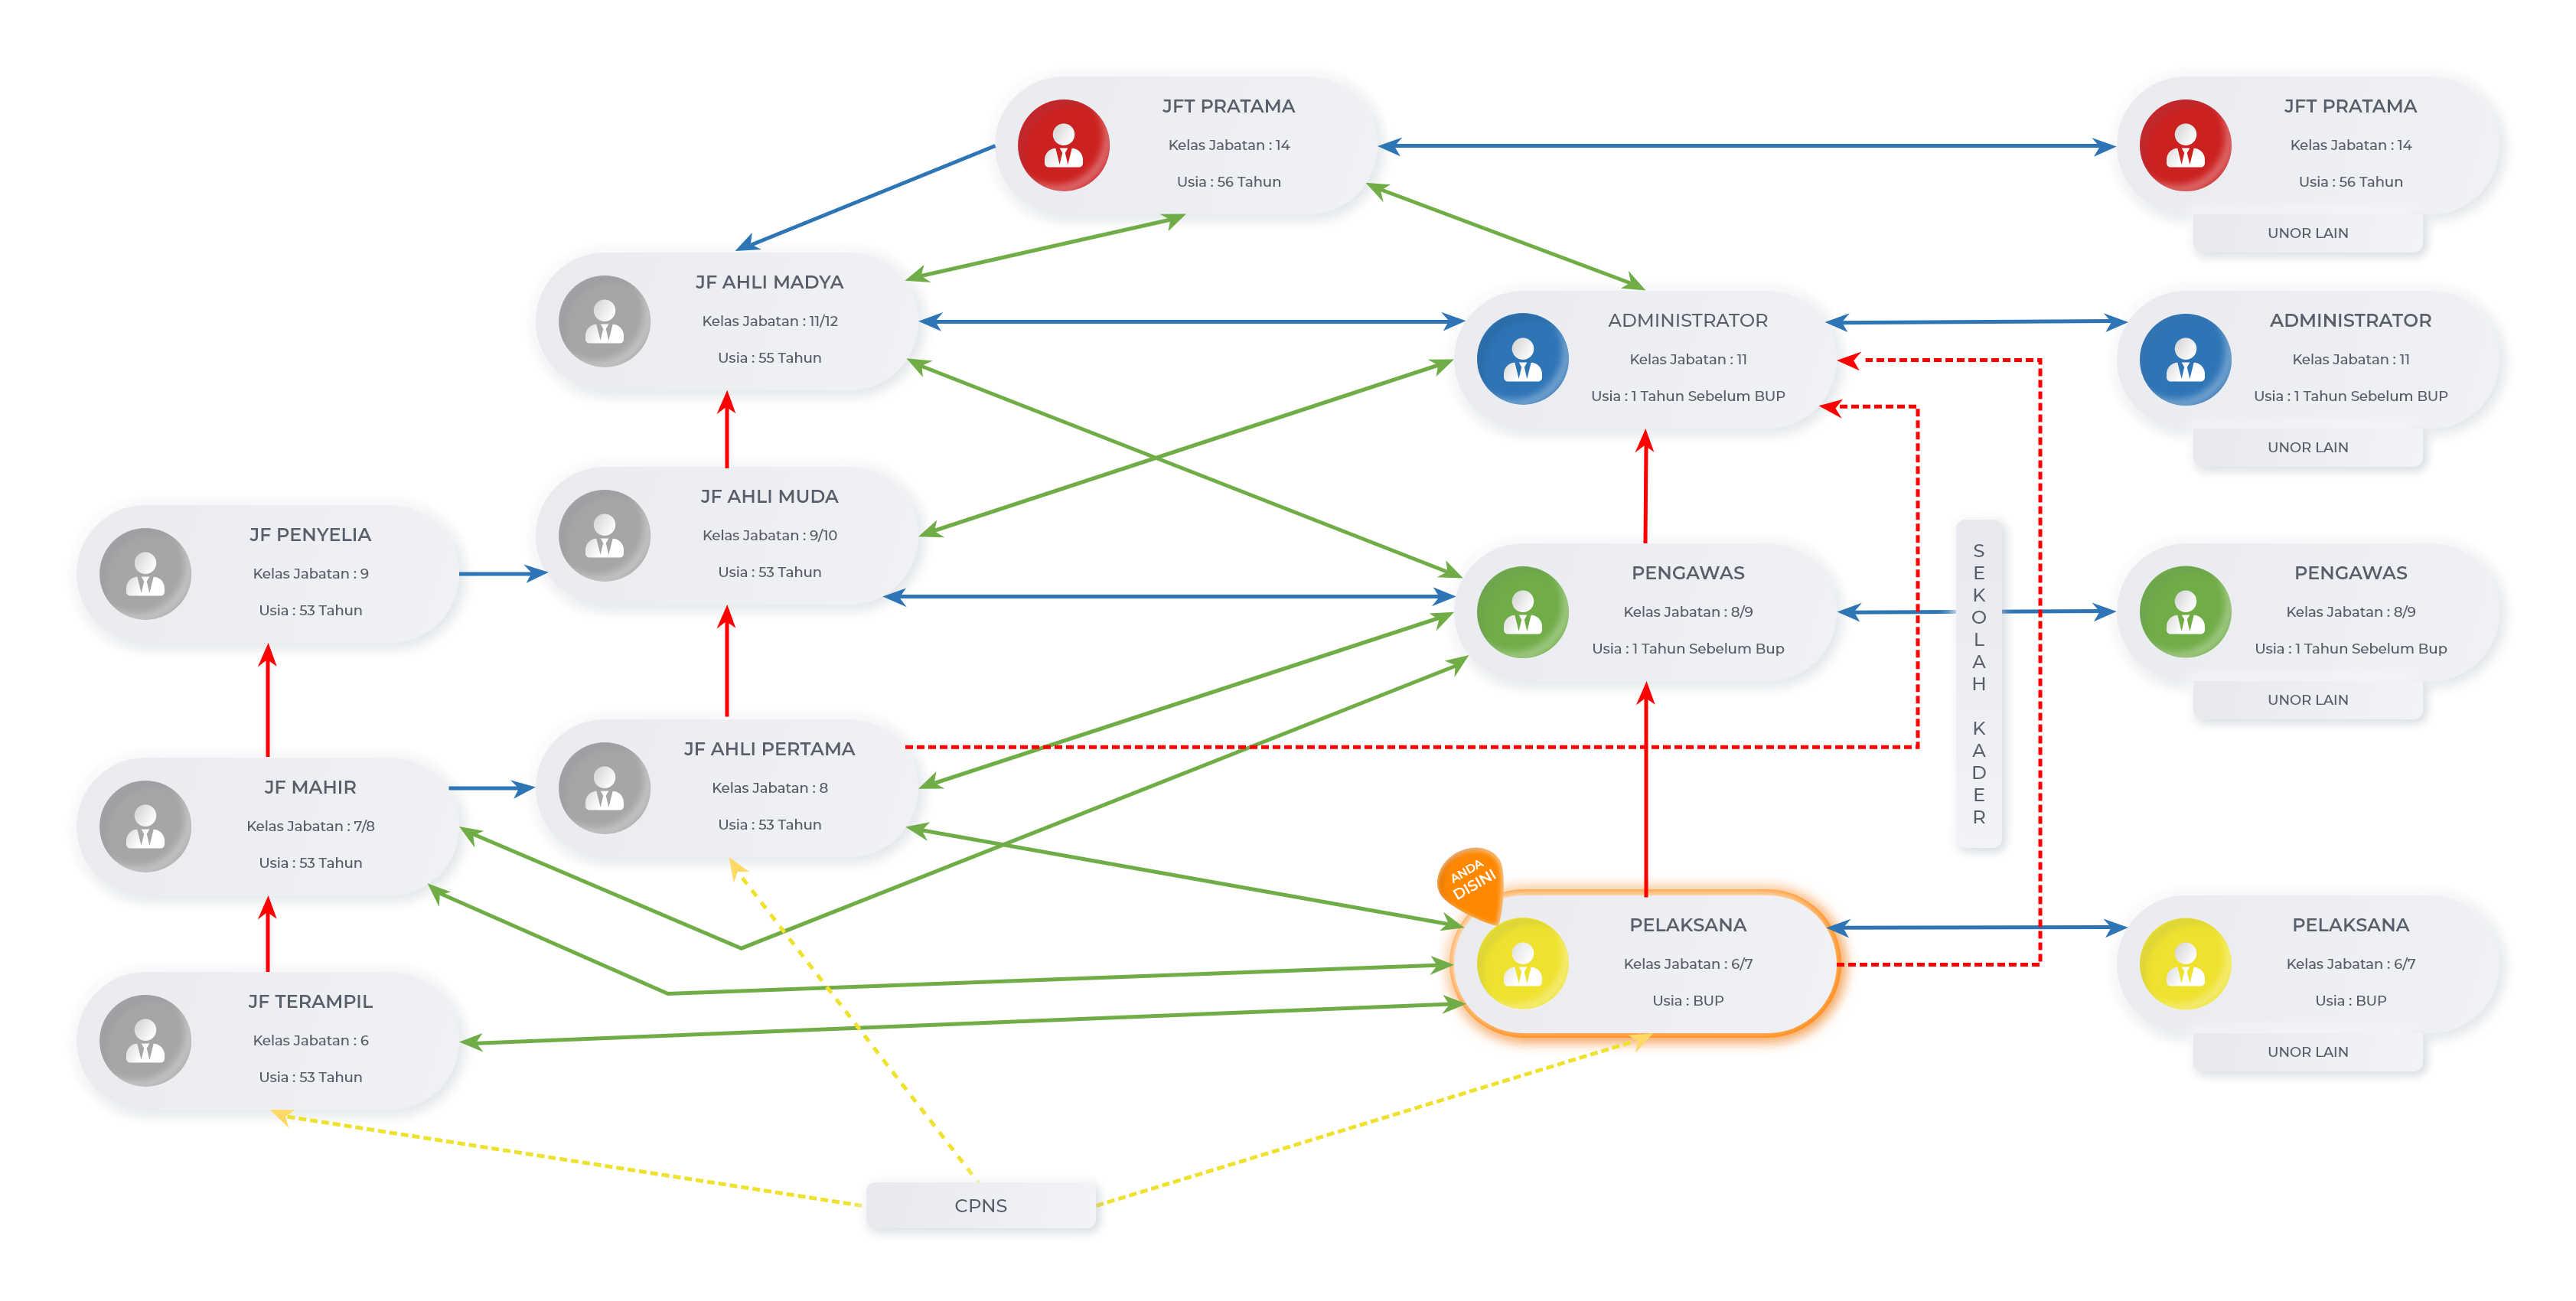 JFT PRATAMA
Kelas Jabatan : 14
Usia : 56 Tahun
JFT PRATAMA
Kelas Jabatan : 14
Usia : 56 Tahun
UNOR LAIN
JF AHLI MADYA
Kelas Jabatan : 11/12
Usia : 55 Tahun
ADMINISTRATOR
Kelas Jabatan : 11
Usia : 1 Tahun Sebelum BUP
ADMINISTRATOR
Kelas Jabatan : 11
Usia : 1 Tahun Sebelum BUP
UNOR LAIN
JF PENYELIA
Kelas Jabatan : 9
Usia : 53 Tahun
JF AHLI MUDA
Kelas Jabatan : 9/10
Usia : 53 Tahun
PENGAWAS
Kelas Jabatan : 8/9
Usia : 1 Tahun Sebelum Bup
SEKOLAH KADER
PENGAWAS
Kelas Jabatan : 8/9
Usia : 1 Tahun Sebelum Bup
UNOR LAIN
JF MAHIR
Kelas Jabatan : 7/8
Usia : 53 Tahun
JF AHLI PERTAMA
Kelas Jabatan : 8
Usia : 53 Tahun
ANDA
DISINI
PELAKSANA
Kelas Jabatan : 6/7
Usia : BUP
PELAKSANA
Kelas Jabatan : 6/7
Usia : BUP
UNOR LAIN
JF TERAMPIL
Kelas Jabatan : 6
Usia : 53 Tahun
CPNS